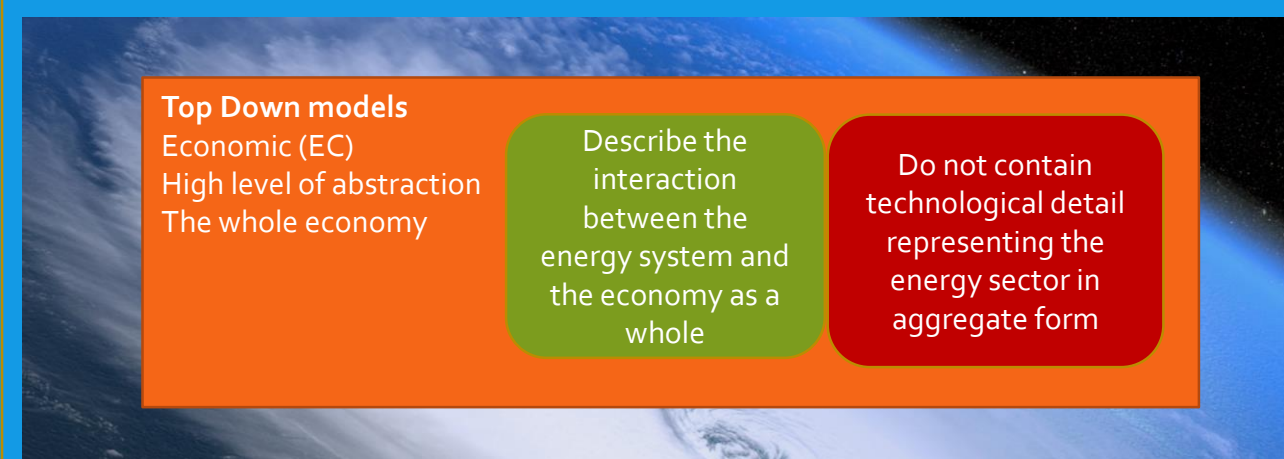 Top Down models
Economic (EC)
High level of abstraction
The whole economy
Describe the
interaction
between the
energy system and
the economy as a
whole
Do not contain
technological detail
representing the
energy sector in
aggregate form